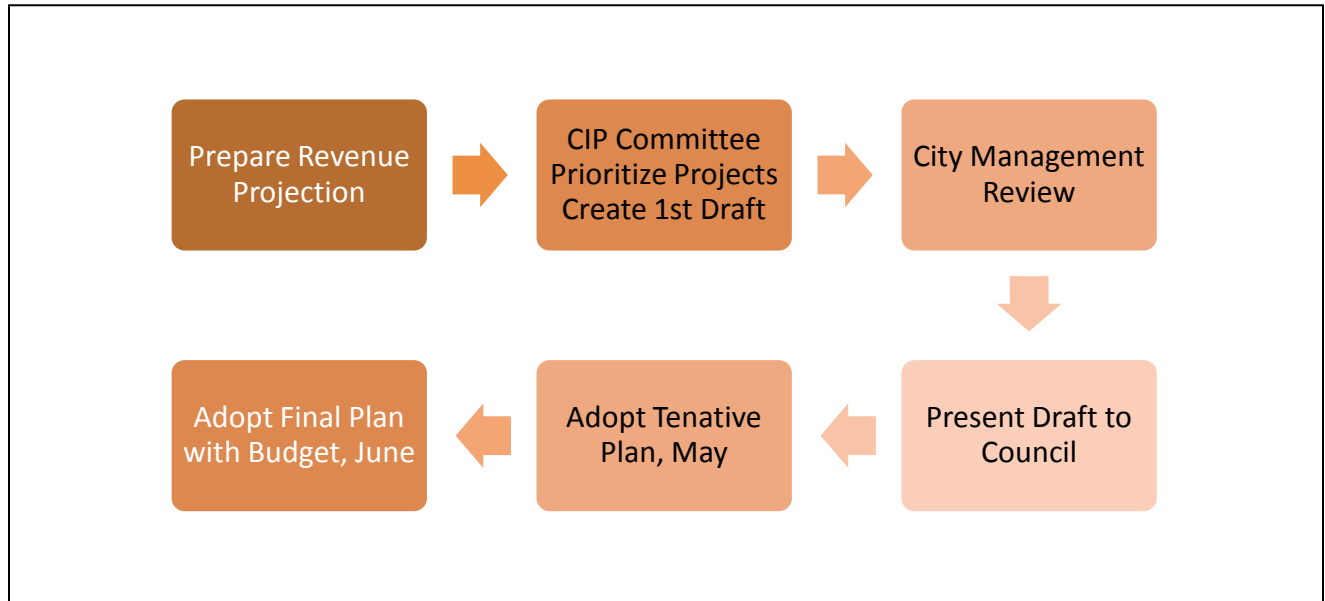 Prepare Revenue
Projection
CIP Committee
Prioritize Projects
Create 1st Draft
City Management
Review
Present Draft to
Council
Adopt Tenative
Plan, May
Adopt Final Plan
with Budget, June